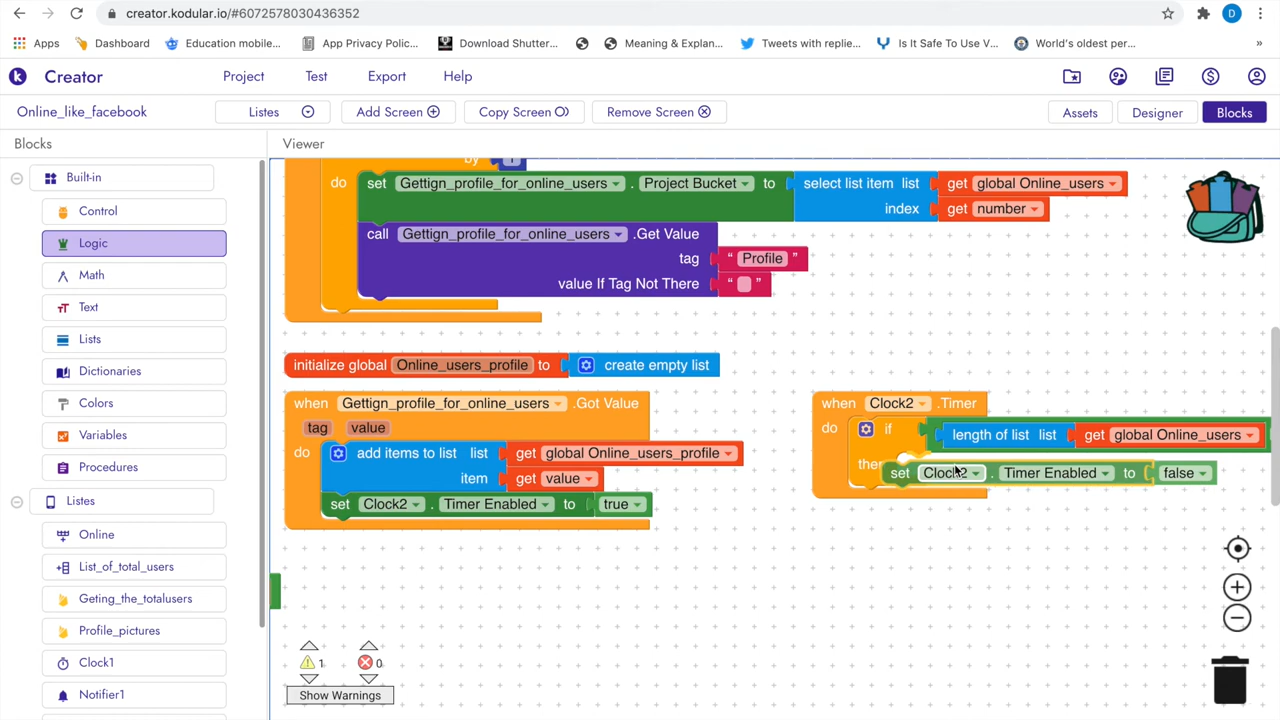 creator.kodular.io/#6072578030436352
D
Apps Dashboard Education mobile... App Privacy Polic... Download Shutter... Meaning & Explan... Tweets with replie... Is It Safe To Use V... World's oldest per... »
Creator Project Test Export Help
Online_like_facebook Listes Add Screen Copy Screen Remove Screen Assets Designer Blocks
Blocks Viewer
Built-in
Control
Logic
Math
Text
Lists
Dictionaries
Colors
Variables
Procedures
Listes
Online
List_of_total_users
Geting_the_totalusers
Profile_pictures
Clock1
Notifier1
by 1
do set Gettign_profile_for_online_users . Project Bucket to select list item list get global Online_users
index get number
call Gettign_profile_for_online_users .Get Value
tag “ Profile ”
value If Tag Not There “ ”
initialize global Online_users_profile to create empty list
when Gettign_profile_for_online_users .Got Value
tag value
do add items to list list get global Online_users_profile
item get value
set Clock2 . Timer Enabled to true
when Clock2 .Timer
do if length of list list get global Online_users
then set Clock2 . Timer Enabled to false
1 0
Show Warnings